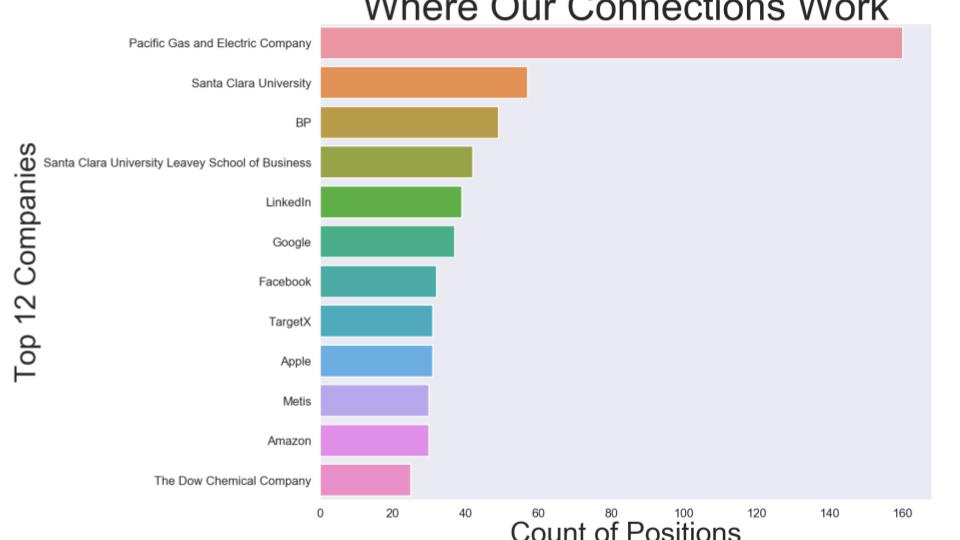 Where Our Connections Work
Pacific Gas and Electric Company
Santa Clara University
BP
Santa Clara University Leavey School of Business
LinkedIn
Google
Facebook
TargetX
Apple
Metis
Amazon
The Dow Chemical Company
Top 12 Companies
0 20 40 60 80 100 120 140 160
Count of Positions